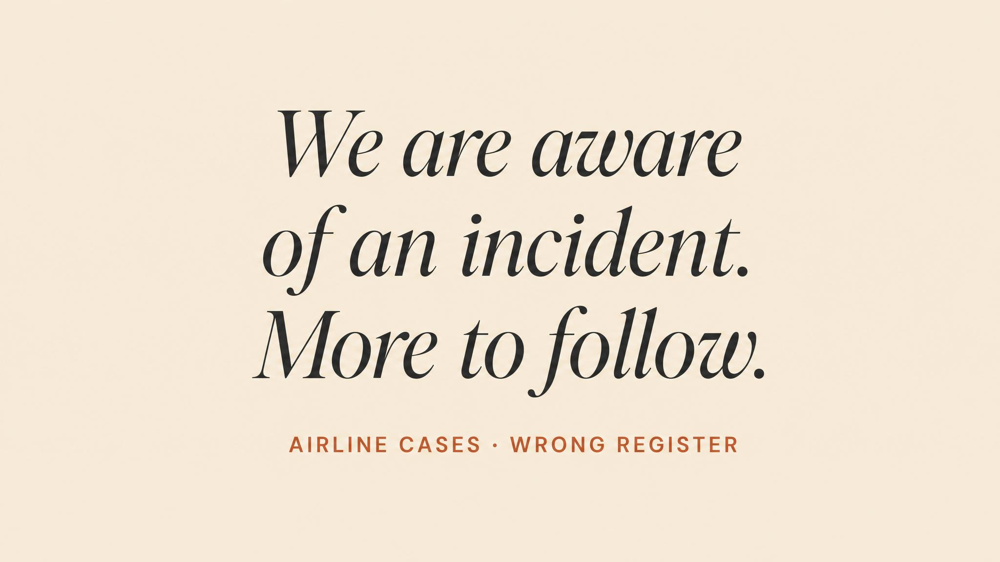 We are aware
of an incident.
More to follow.
AIRLINE CASES · WRONG REGISTER